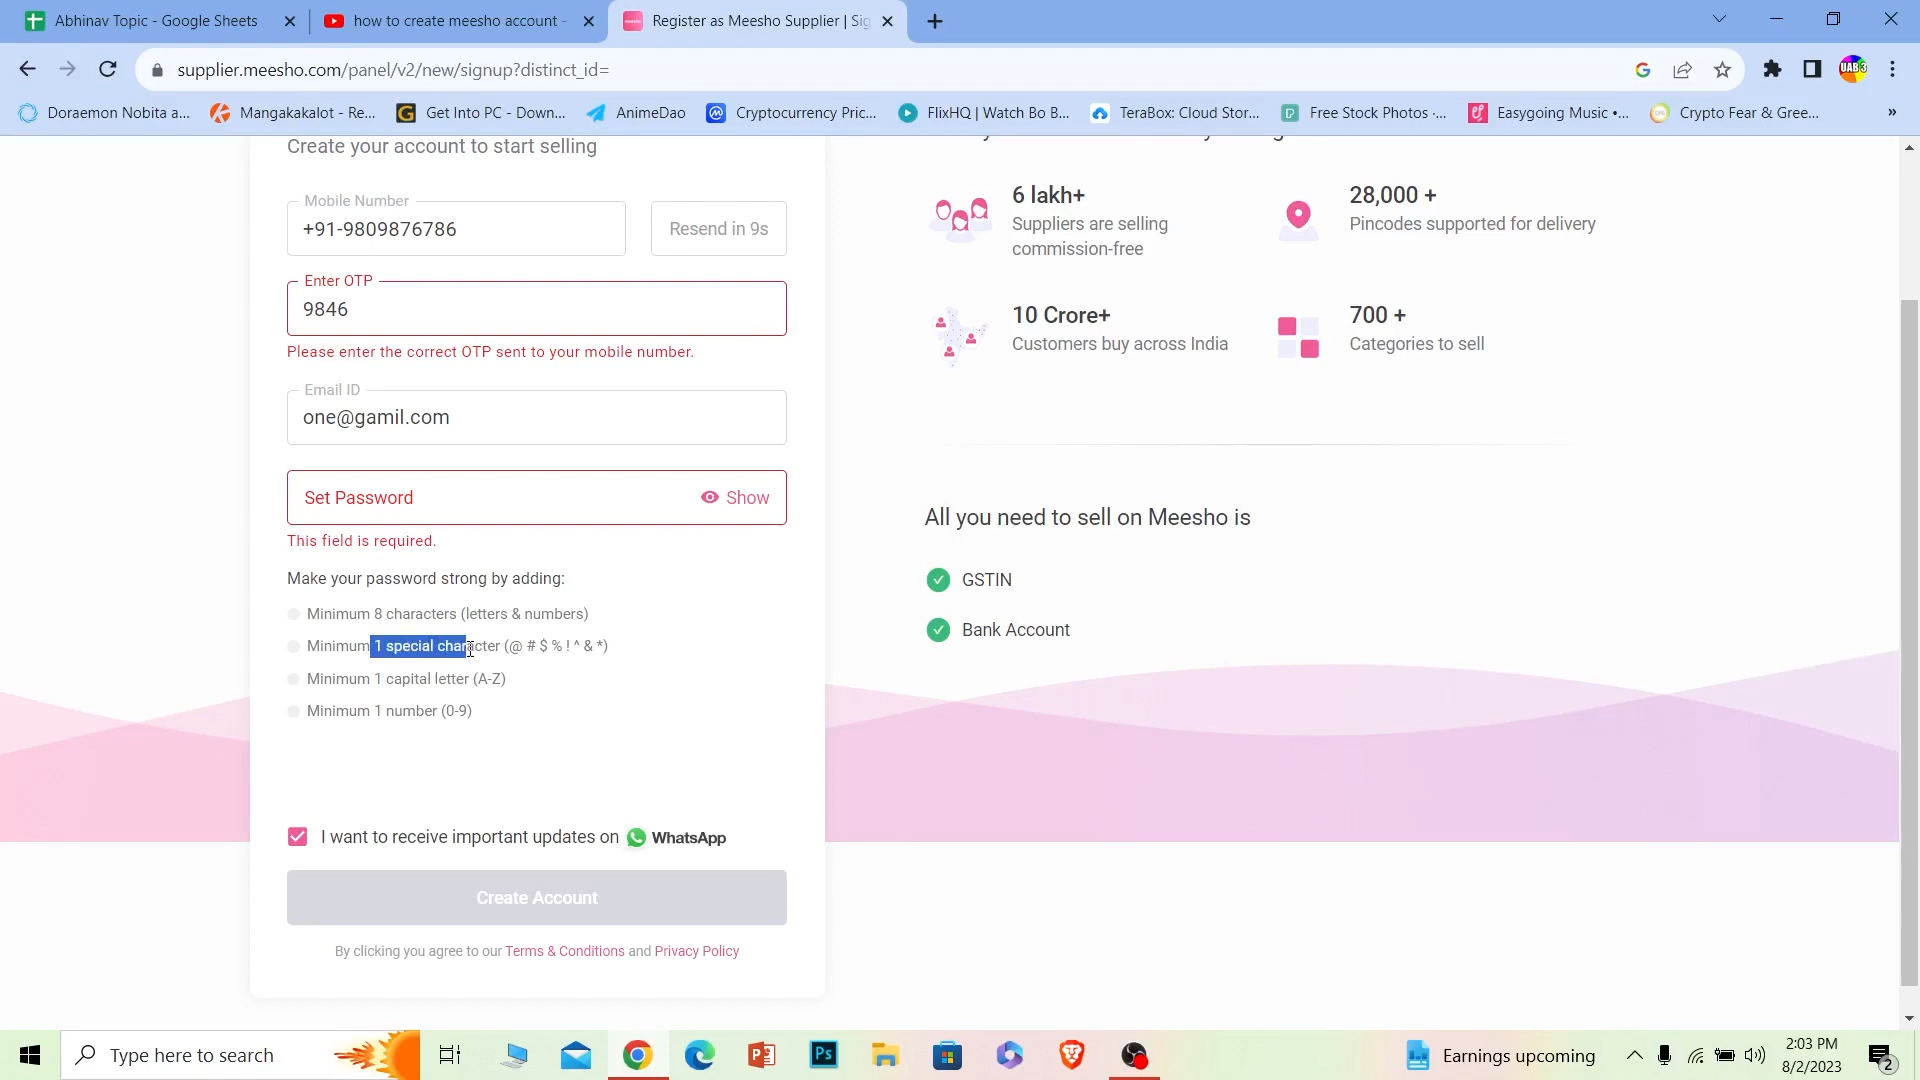 Abhinav Topic - Google Sheets
how to create meesho account -
Register as Meesho Supplier | Sig
supplier.meesho.com/panel/v2/new/signup?distinct_id=
UAB 3
Doraemon Nobita a...
Mangakakalot - Re...
Get Into PC - Down...
AnimeDao
Cryptocurrency Pric...
FlixHQ | Watch Bo B...
TeraBox: Cloud Stor...
Free Stock Photos ·...
Easygoing Music •...
Crypto Fear & Gree...
»
Create your account to start selling
Mobile Number
+91-9809876786
Resend in 9s
Enter OTP
9846
Please enter the correct OTP sent to your mobile number.
Email ID
one@gamil.com
Set Password
Show
This field is required.
Make your password strong by adding:
Minimum 8 characters (letters & numbers)
Minimum 1 special character (@ # $ % ! ^ & *)
Minimum 1 capital letter (A-Z)
Minimum 1 number (0-9)
I want to receive important updates on WhatsApp
Create Account
By clicking you agree to our Terms & Conditions and Privacy Policy
6 lakh+
Suppliers are selling
commission-free
28,000 +
Pincodes supported for delivery
10 Crore+
Customers buy across India
700 +
Categories to sell
All you need to sell on Meesho is
GSTIN
Bank Account
Type here to search
Ps
Earnings upcoming
2:03 PM
8/2/2023
2